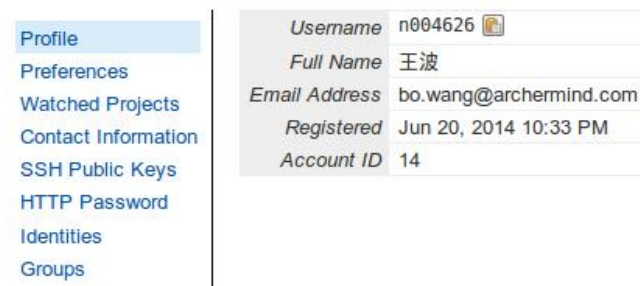 Profile
Preferences
Watched Projects
Contact Information
SSH Public Keys
HTTP Password
Identities
Groups
Username n004626
Full Name 王波
Email Address bo.wang@archermind.com
Registered Jun 20, 2014 10:33 PM
Account ID 14